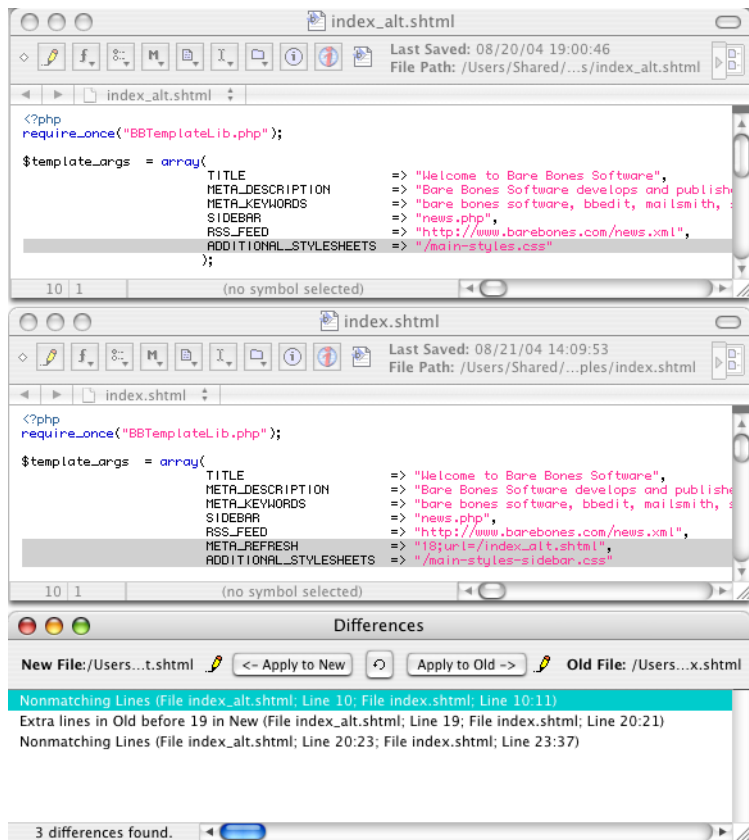 index_alt.shtml
Last Saved: 08/20/04 19:00:46
File Path: /Users/Shared/...s/index_alt.shtml
index_alt.shtml
<?php
require_once("BBTemplateLib.php");
$template_args = array(
TITLE => "Welcome to Bare Bones Software",
META_DESCRIPTION => "Bare Bones Software develops and publishe
META_KEYWORDS => "bare bones software, bbedit, mailsmith, s
SIDEBAR => "news.php",
RSS_FEED => "http://www.barebones.com/news.xml",
ADDITIONAL_STYLESHEETS => "/main-styles.css"
);
10 1 (no symbol selected)
index.shtml
Last Saved: 08/21/04 14:09:53
File Path: /Users/Shared/...ples/index.shtml
index.shtml
<?php
require_once("BBTemplateLib.php");
$template_args = array(
TITLE => "Welcome to Bare Bones Software",
META_DESCRIPTION => "Bare Bones Software develops and publishe
META_KEYWORDS => "bare bones software, bbedit, mailsmith, s
SIDEBAR => "news.php",
RSS_FEED => "http://www.barebones.com/news.xml",
META_REFRESH => "18;url=/index_alt.shtml",
ADDITIONAL_STYLESHEETS => "/main-styles-sidebar.css"
10 1 (no symbol selected)
Differences
New File:/Users...t.shtml <- Apply to New Apply to Old -> Old File: /Users...x.shtml
Nonmatching Lines (File index_alt.shtml; Line 10; File index.shtml; Line 10:11)
Extra lines in Old before 19 in New (File index_alt.shtml; Line 19; File index.shtml; Line 20:21)
Nonmatching Lines (File index_alt.shtml; Line 20:23; File index.shtml; Line 23:37)
3 differences found.